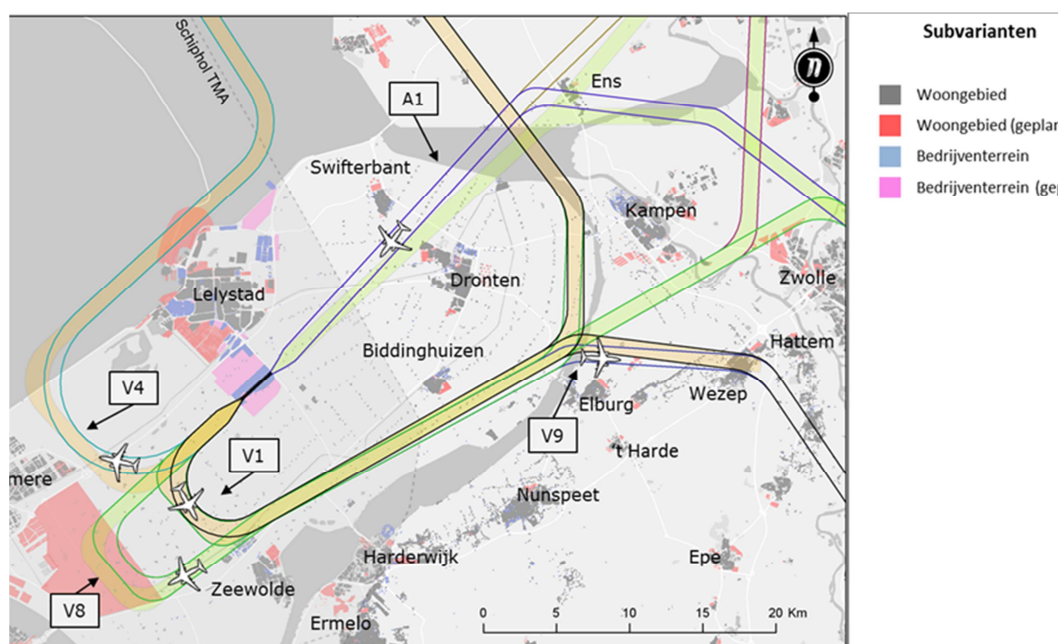 Schiphol TMA
A1
Ens
Swifterbant
Kampen
Dronten
Lelystad
Zwolle
Biddinghuizen
Hattem
V4
Wezep
Elburg
V9
V1
't Harde
mere
Nunspeet
Harderwijk
Epe
Zeewolde
V8
Ermelo
0 5 10 15 20 Km
Subvarianten
Woongebied
Woongebied (geplan
Bedrijventerrein
Bedrijventerrein (gep